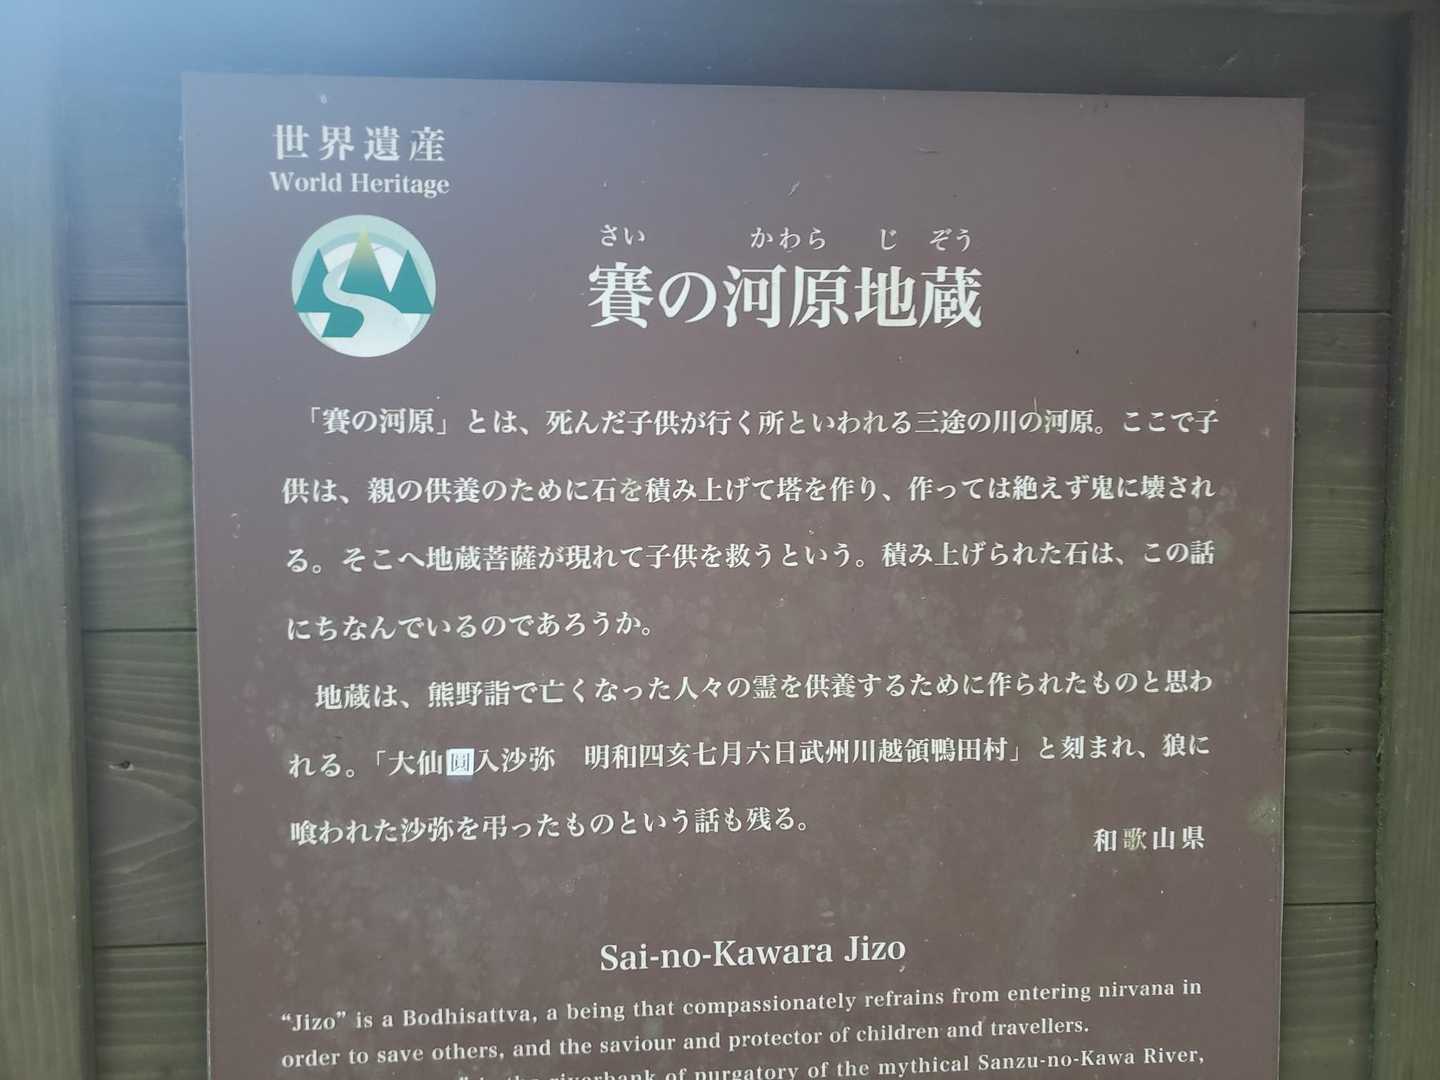 世界遺産
World Heritage
さい かわら じ ぞう
賽の河原地蔵
「賽の河原」とは、死んだ子供が行く所といわれる三途の川の河原。ここで子
供は、親の供養のために石を積み上げて塔を作り、作っては絶えず鬼に壊され
る。そこへ地蔵菩薩が現れて子供を救うという。積み上げられた石は、この話
にちなんでいるのであろうか。
地蔵は、熊野詣で亡くなった人々の霊を供養するために作られたものと思わ
れる。「大仙圓入沙弥　明和四亥七月六日武州川越領鴨田村」と刻まれ、狼に
喰われた沙弥を弔ったものという話も残る。
和歌山県
Sai-no-Kawara Jizo
“Jizo” is a Bodhisattva, a being that compassionately refrains from entering nirvana in
order to save others, and the saviour and protector of children and travellers.
riverbank of purgatory of the mythical Sanzu-no-Kawa River,